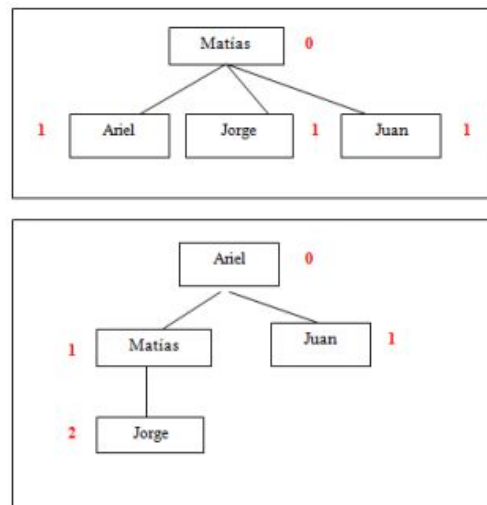 Matías 0
1 Ariel Jorge 1 Juan 1
Ariel 0
1 Matías Juan 1
2 Jorge